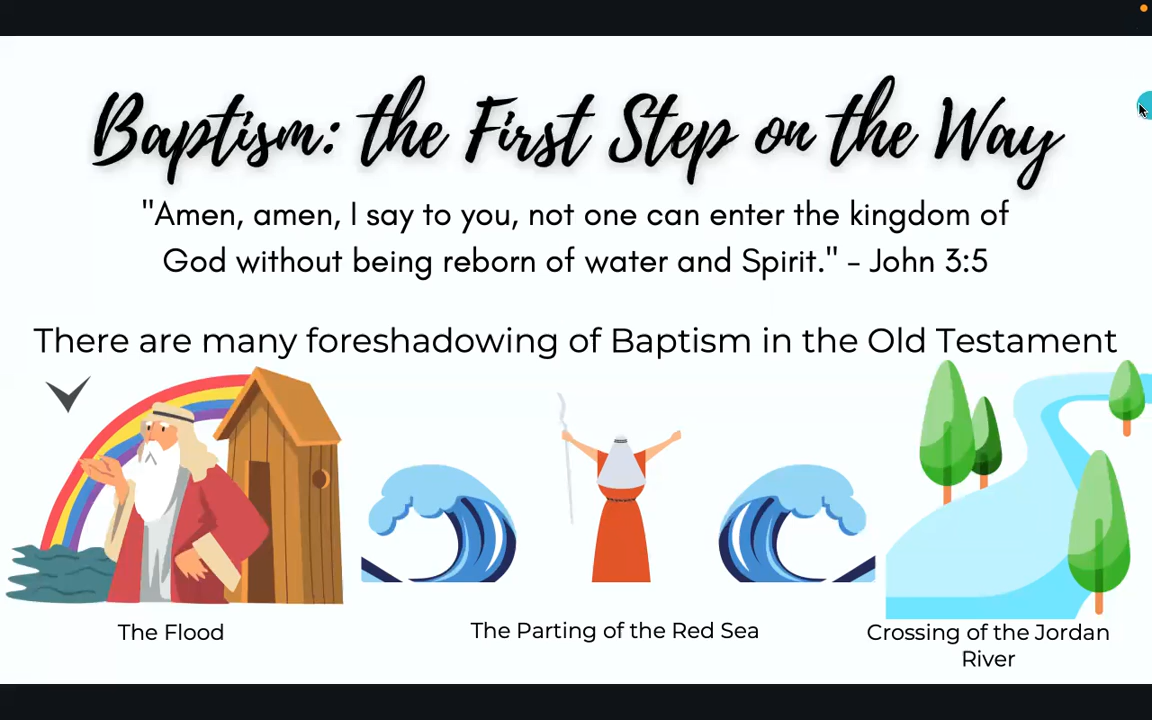 Baptism: the First Step on the Way
"Amen, amen, I say to you, not one can enter the kingdom of
God without being reborn of water and Spirit." - John 3:5
There are many foreshadowing of Baptism in the Old Testament
The Flood
The Parting of the Red Sea
Crossing of the Jordan
River